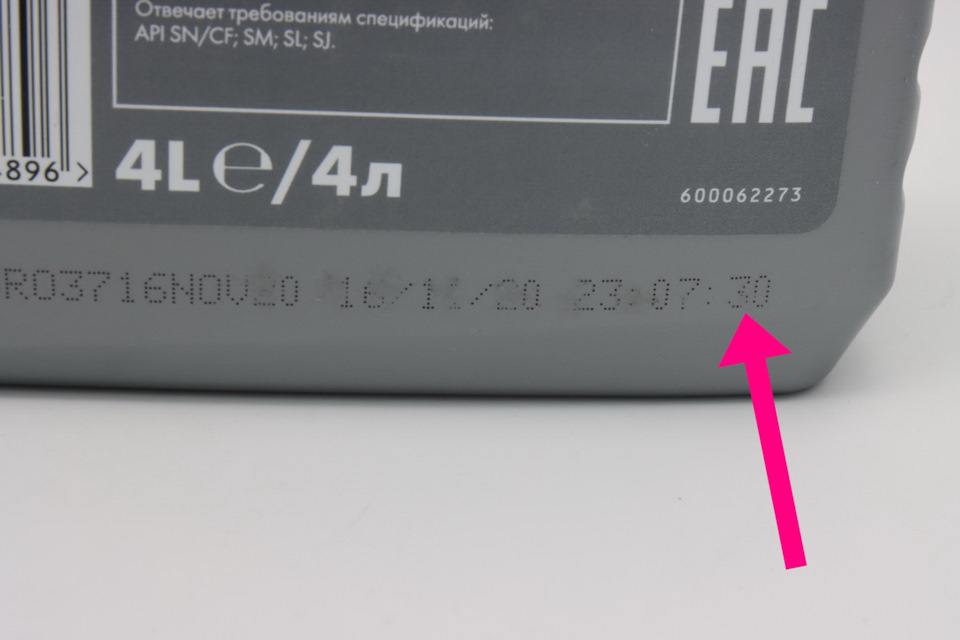 Отвечает требованиям спецификаций:
API SN/CF; SM; SL; SJ.
EAC
896 >
4L ℮/4л
600062273
RO3716NOV20 16/11/20 23:07:30